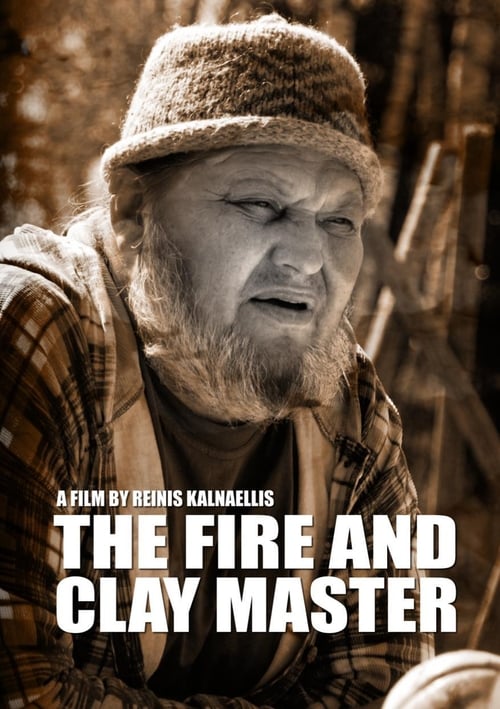 A FILM BY REINIS KALNAELLIS
THE FIRE AND
CLAY MASTER